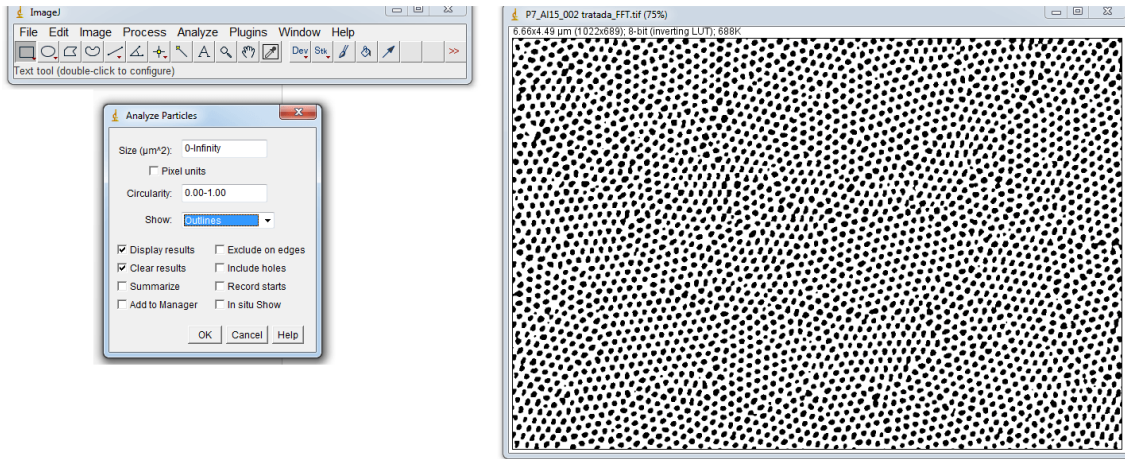 ImageJ
File Edit Image Process Analyze Plugins Window Help
A Dev Stk >>
Text tool (double-click to configure)
Analyze Particles
Size (µm^2): 0-Infinity
Pixel units
Circularity: 0.00-1.00
Show: Outlines
Display results Exclude on edges
Clear results Include holes
Summarize Record starts
Add to Manager In situ Show
OK Cancel Help
P7_AI15_002 tratada_FFT.tif (75%)
6.66x4.49 µm (1022x689); 8-bit (inverting LUT); 688K